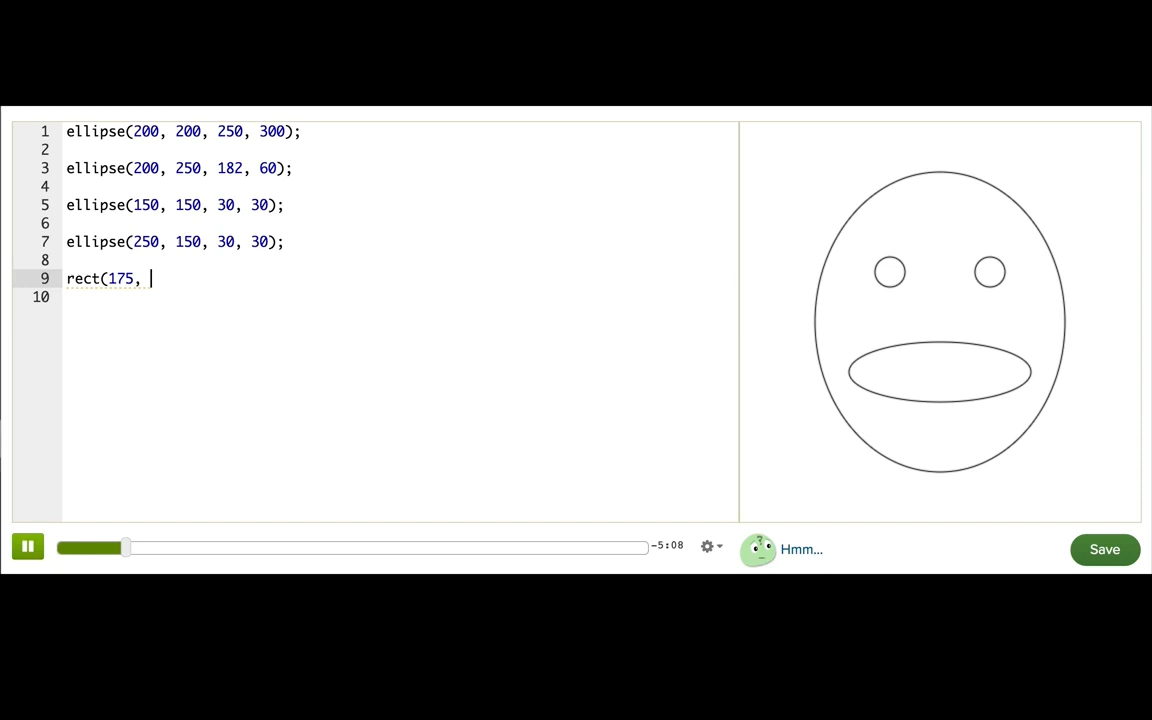 1 ellipse(200, 200, 250, 300);
2
3 ellipse(200, 250, 182, 60);
4
5 ellipse(150, 150, 30, 30);
6
7 ellipse(250, 150, 30, 30);
8
9 rect(175,
10
-5:08
?
Hmm...
Save